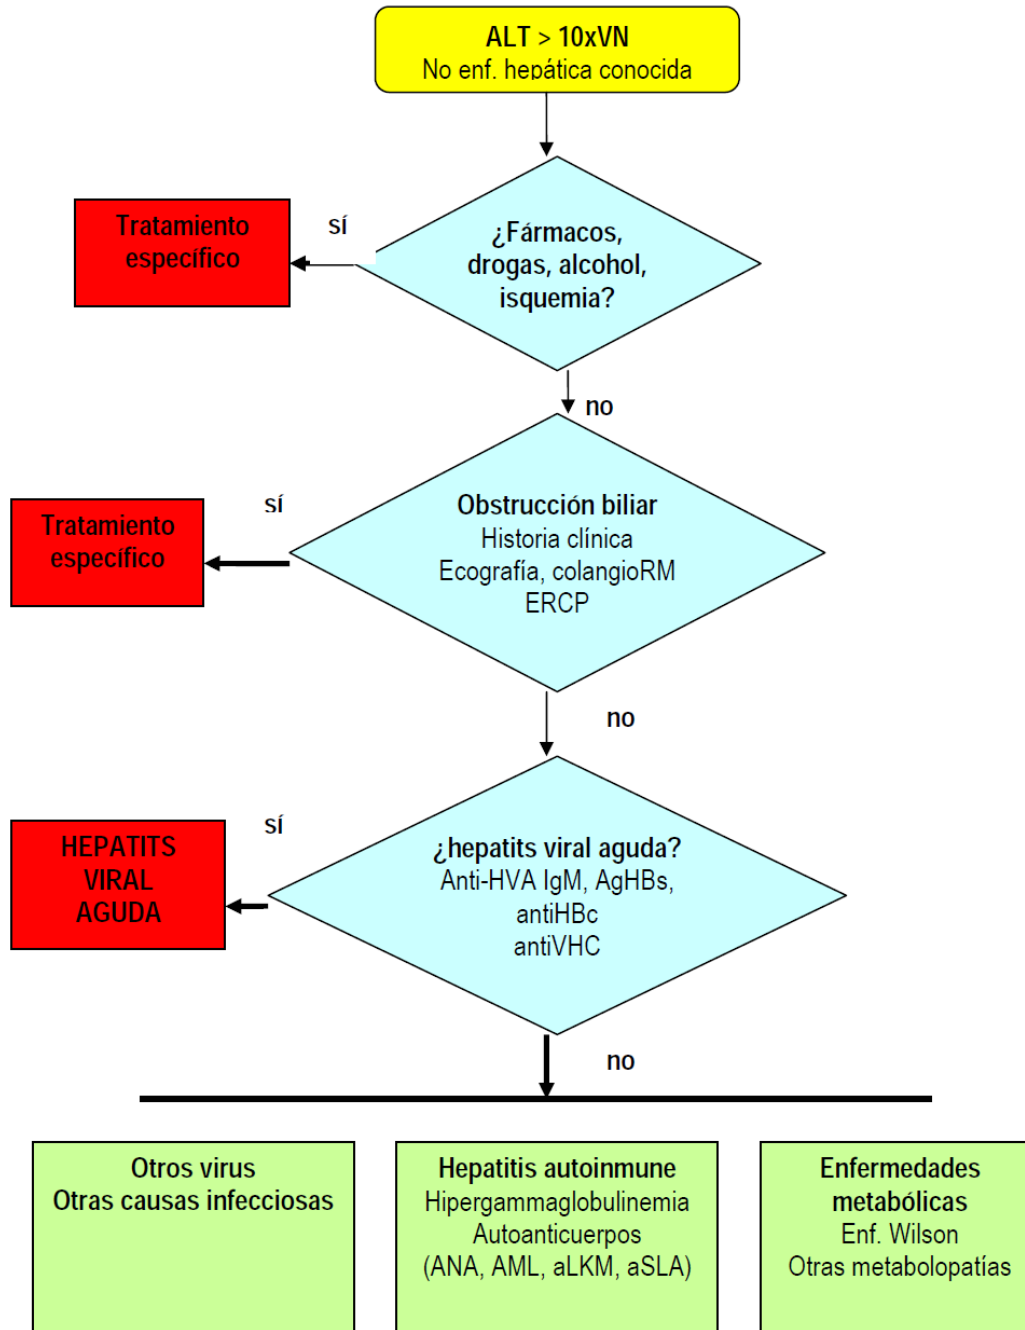 ALT > 10xVN
No enf. hepática conocida
¿Fármacos,
drogas, alcohol,
isquemia?
sí
Tratamiento
específico
no
Obstrucción biliar
Historia clínica
Ecografía, colangioRM
ERCP
sí
Tratamiento
específico
no
¿hepatits viral aguda?
Anti-HVA IgM, AgHBs,
antiHBc
antiVHC
sí
HEPATITS
VIRAL
AGUDA
no
Otros virus
Otras causas infecciosas
Hepatitis autoinmune
Hipergammaglobulinemia
Autoanticuerpos
(ANA, AML, aLKM, aSLA)
Enfermedades
metabólicas
Enf. Wilson
Otras metabolopatías